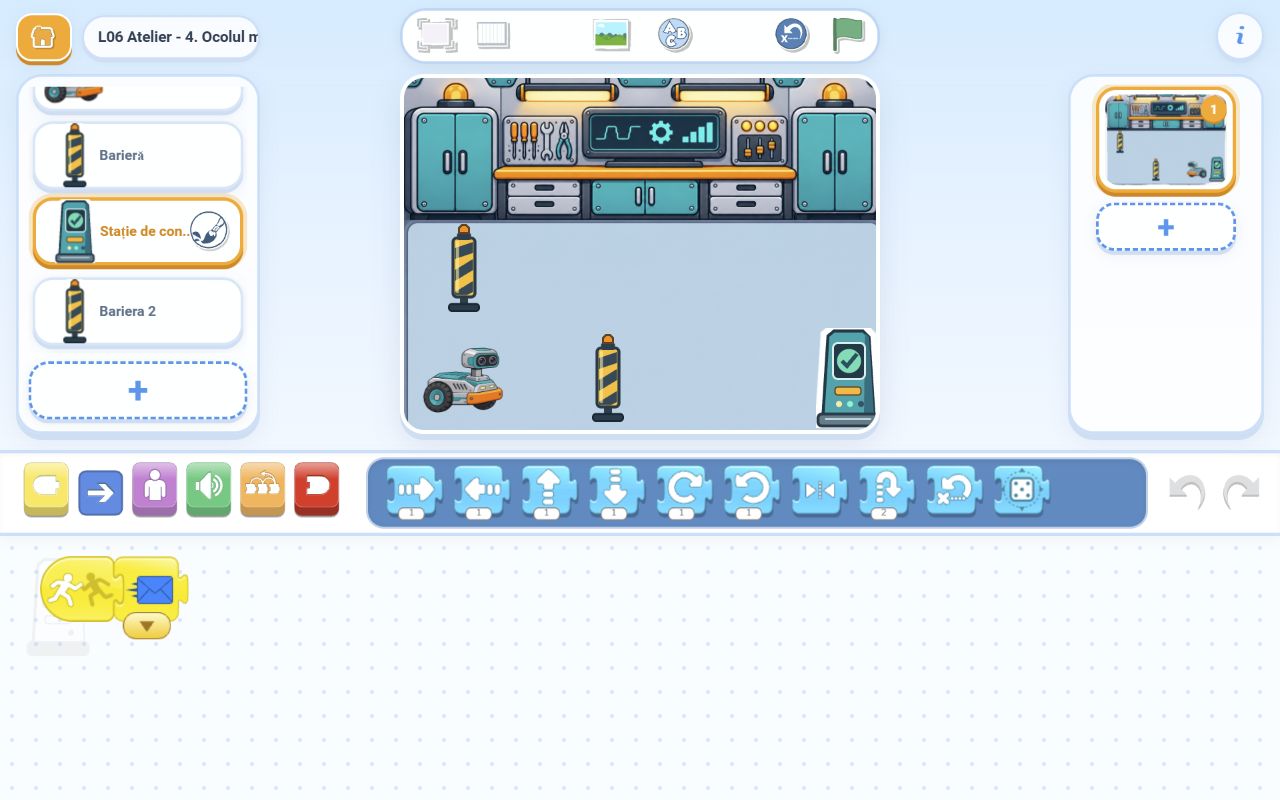 L06 Atelier - 4. Ocolul m
A
B
C
i
Barieră
Stație de con..
Bariera 2
1
1
1
1
1
1
1
2